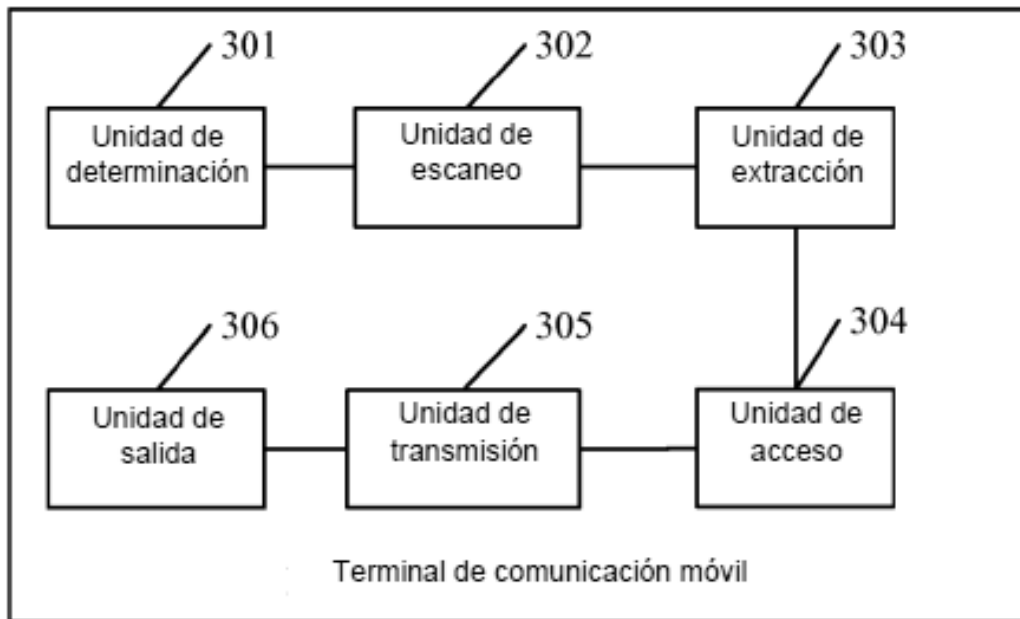 301
302
303
Unidad de
determinación
Unidad de
escaneo
Unidad de
extracción
306
305
304
Unidad de
salida
Unidad de
transmisión
Unidad de
acceso
Terminal de comunicación móvil